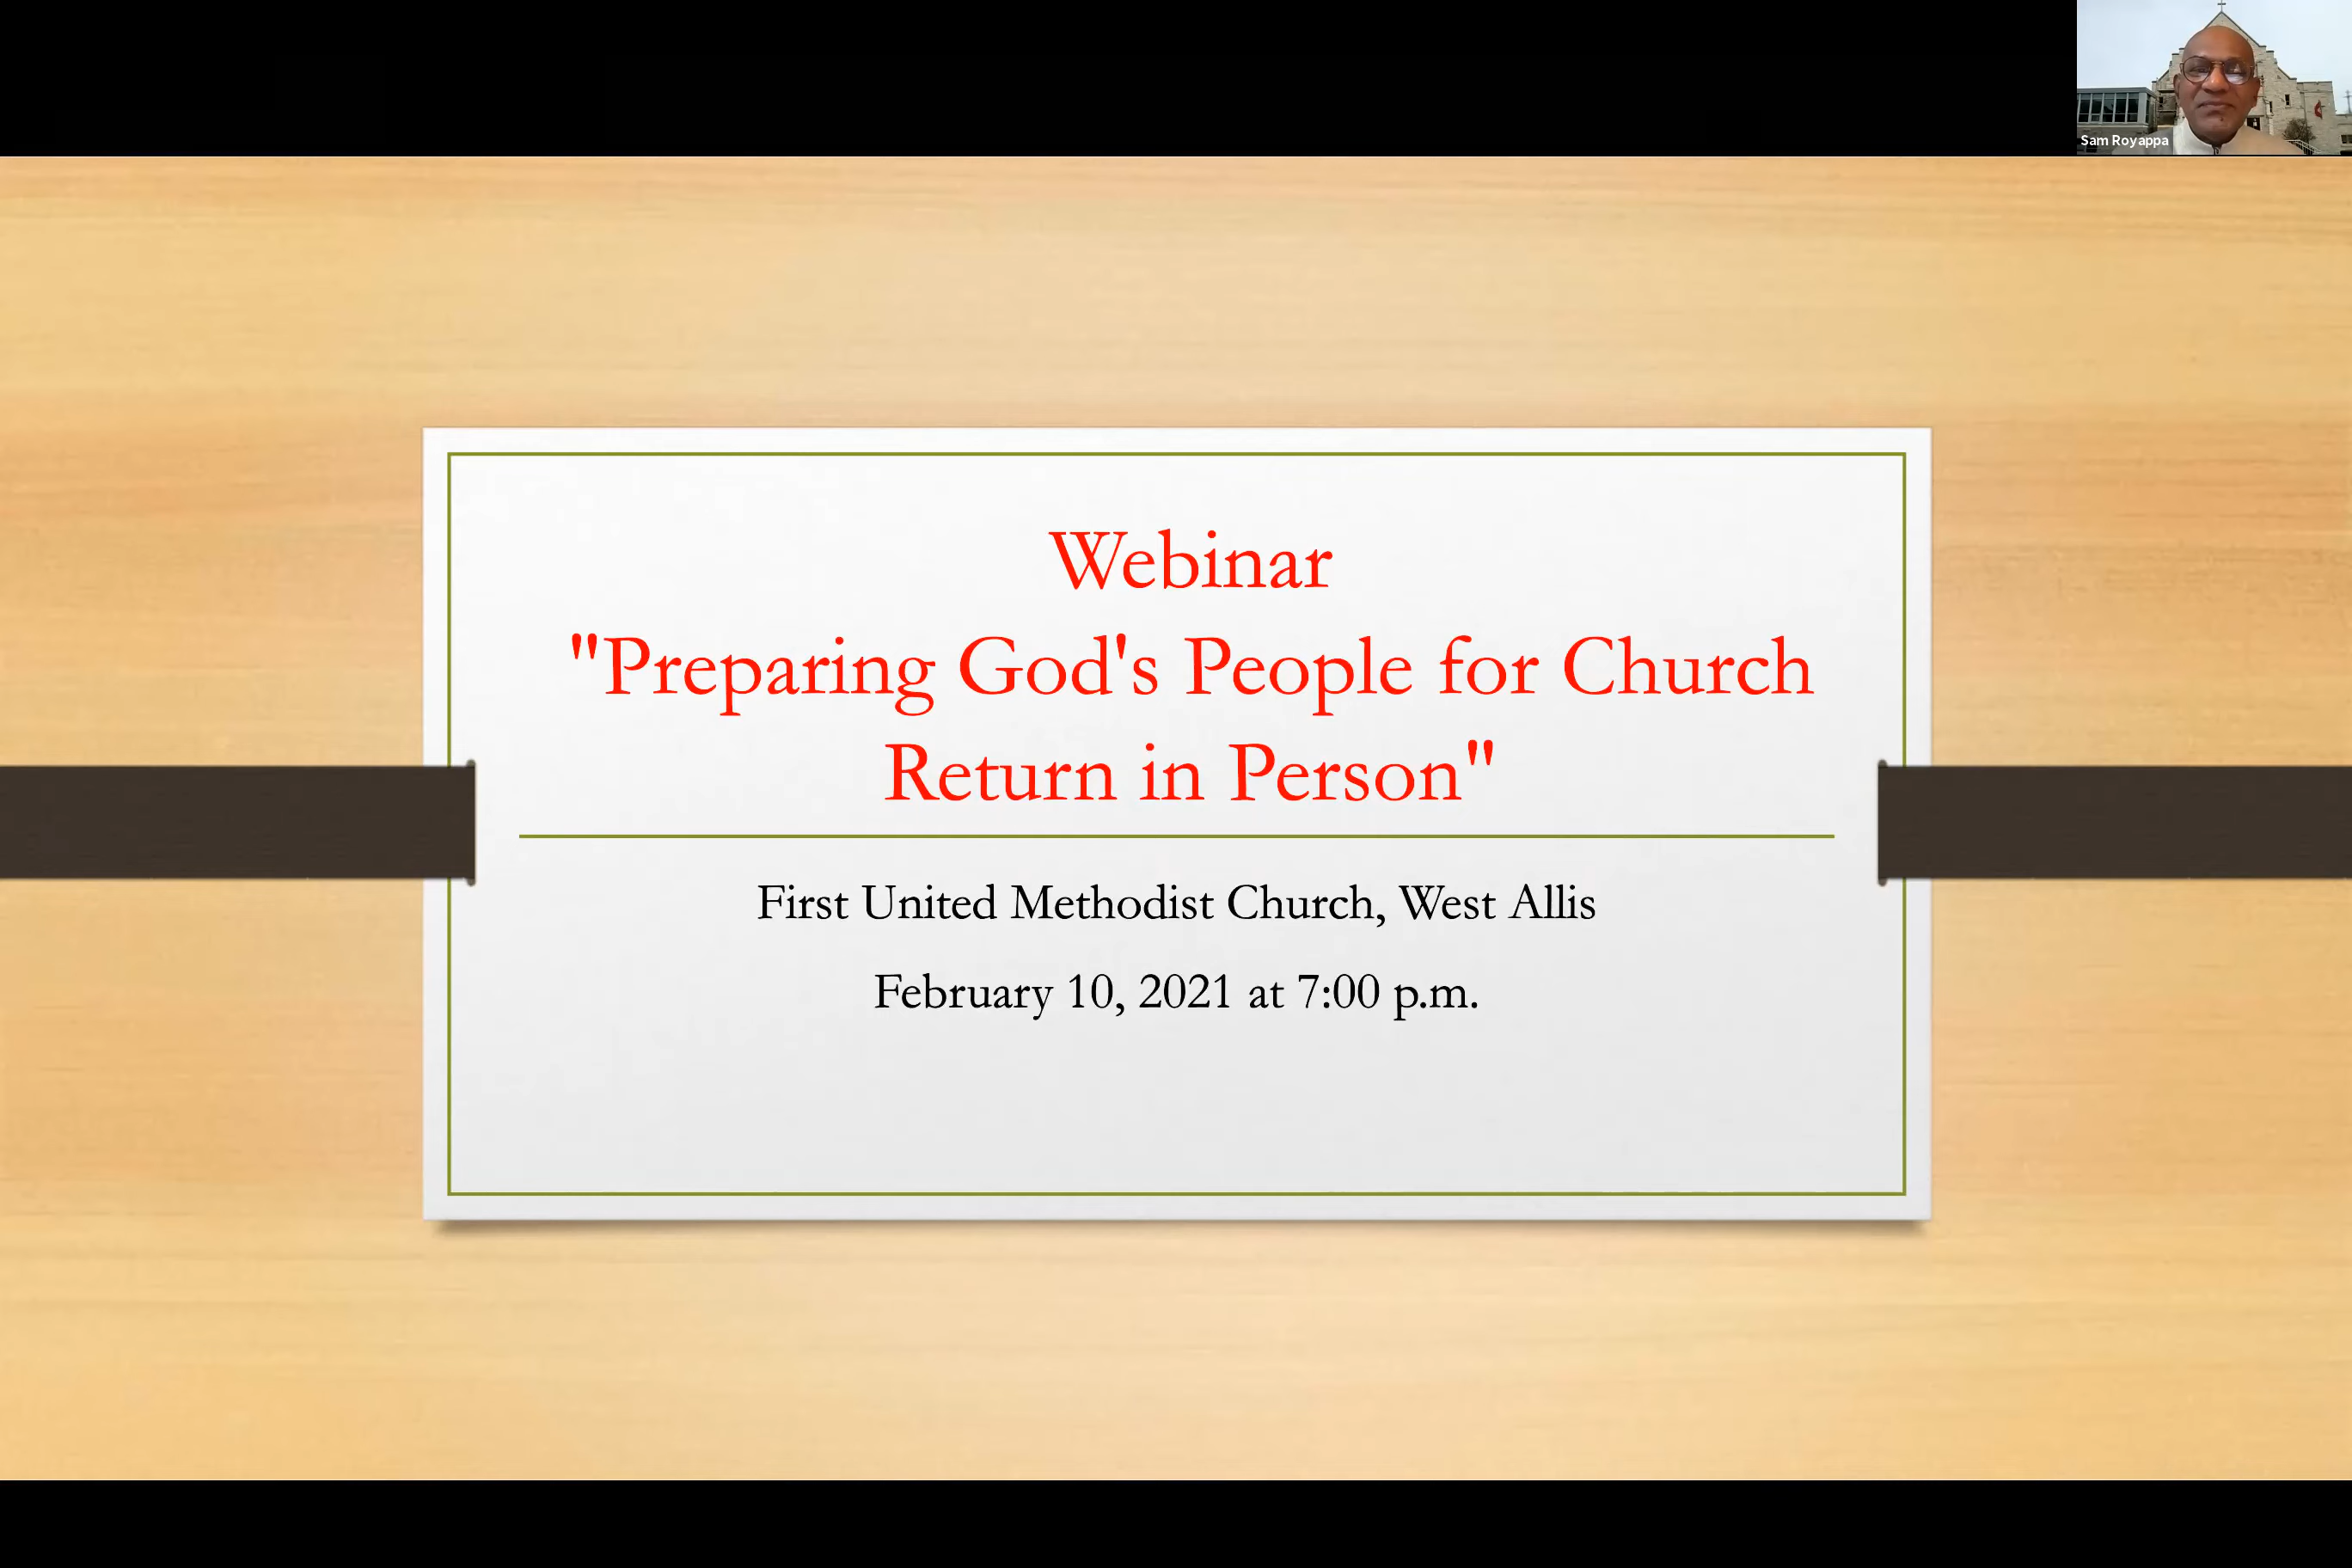 Sam Royappa
Webinar
"Preparing God's People for Church
Return in Person"
First United Methodist Church, West Allis
February 10, 2021 at 7:00 p.m.